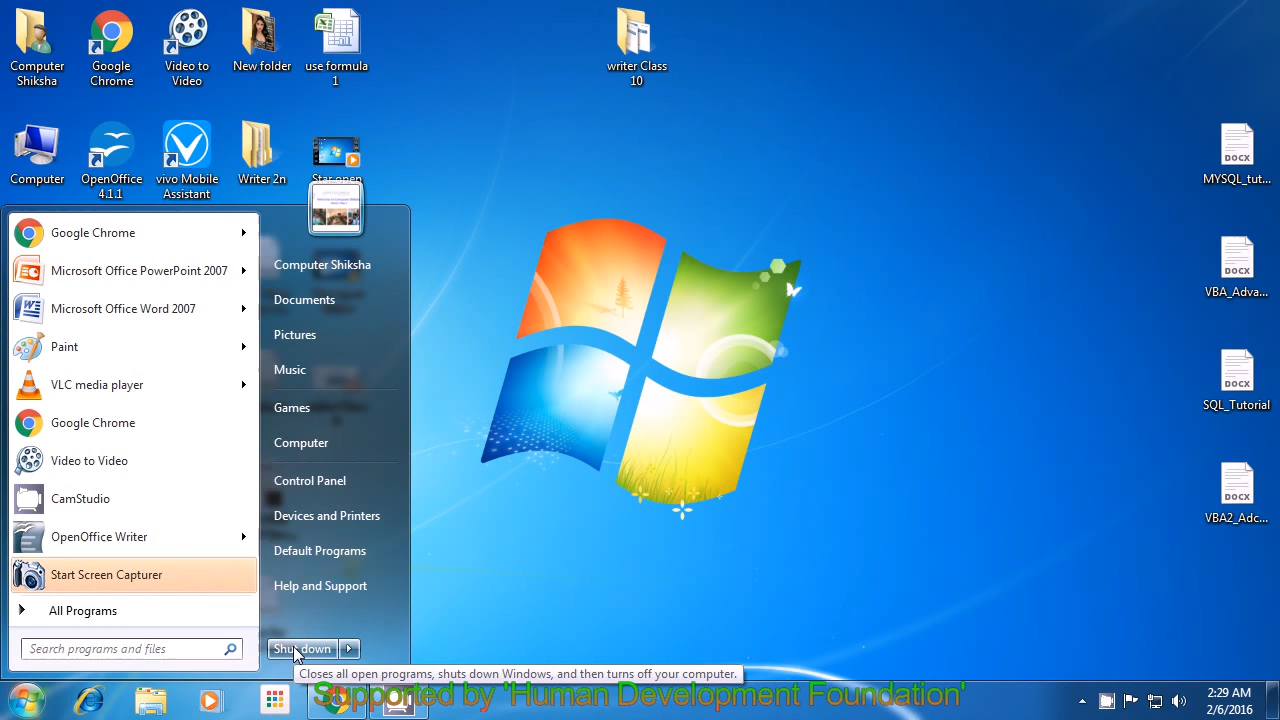 Computer
Shiksha
Google
Chrome
Video to
Video
New folder
use formula
1
writer Class
10
Computer
OpenOffice
4.1.1
vivo Mobile
Assistant
Writer 2n
DOCX
MYSQL_tut...
DOCX
VBA_Adva...
DOCX
SQL_Tutorial
DOCX
VBA2_Adc...
Google Chrome
Microsoft Office PowerPoint 2007
Microsoft Office Word 2007
Paint
VLC media player
Google Chrome
Video to Video
CamStudio
OpenOffice Writer
Start Screen Capturer
All Programs
Search programs and files
Computer Shiksha
Documents
Pictures
Music
Games
Computer
Control Panel
Devices and Printers
Default Programs
Help and Support
Shut down
Closes all open programs, shuts down Windows, and then turns off your computer.
Supported by 'Human Development Foundation'
2:29 AM
2/6/2016